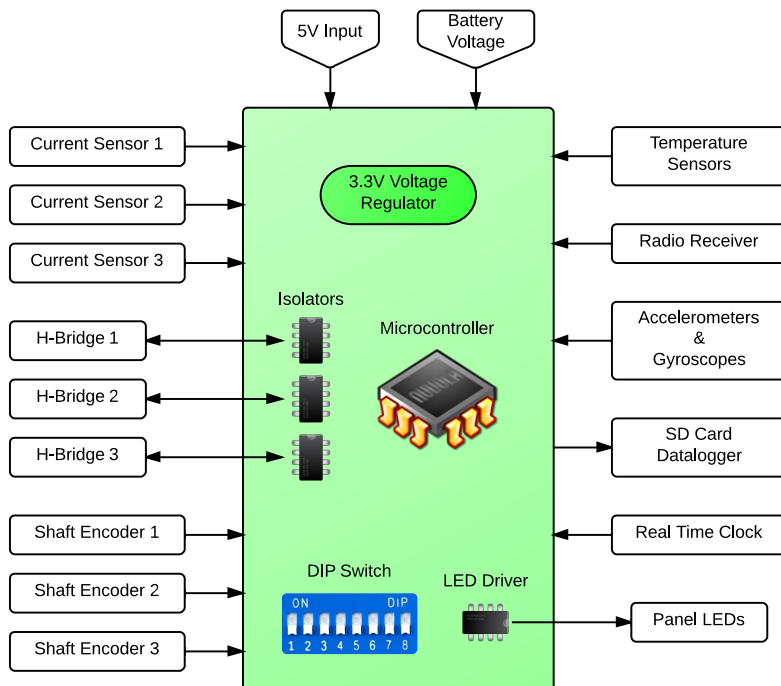 5V Input
Battery
Voltage
Current Sensor 1
Current Sensor 2
Current Sensor 3
H-Bridge 1
H-Bridge 2
H-Bridge 3
Shaft Encoder 1
Shaft Encoder 2
Shaft Encoder 3
3.3V Voltage
Regulator
Isolators
Microcontroller
DIP Switch
ON DIP
1 2 3 4 5 6 7 8
LED Driver
Temperature
Sensors
Radio Receiver
Accelerometers
&
Gyroscopes
SD Card
Datalogger
Real Time Clock
Panel LEDs